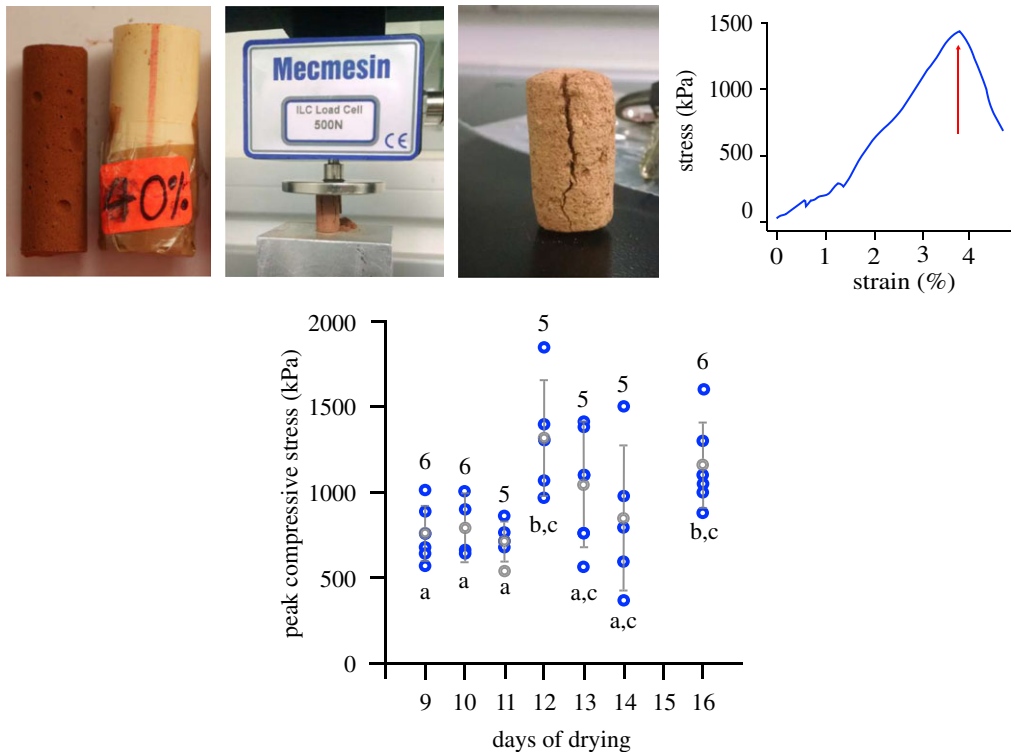 40%
Mecmesin
ILC Load Cell
500N
CE
1500
1000
500
0
stress (kPa)
0 1 2 3 4
strain (%)
2000
1500
1000
500
0
peak compressive stress (kPa)
6 6 5 5 5 5 6
a a a b,c a,c a,c b,c
9 10 11 12 13 14 15 16
days of drying